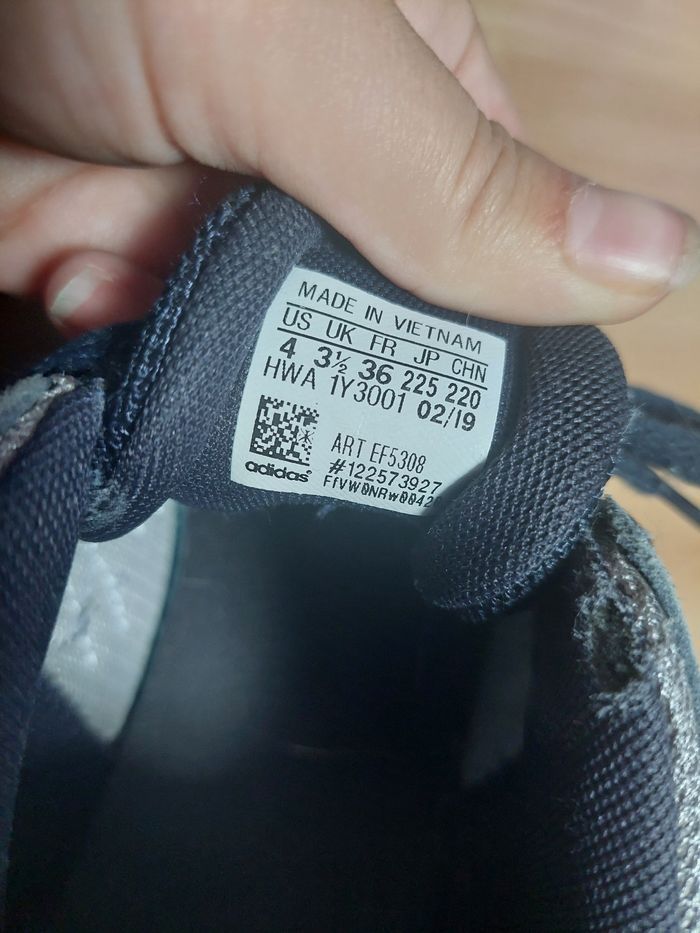 MADE IN VIETNAM
US UK FR JP CHN
4 3½ 36 225 220
HWA 1Y3001 02/19
ART EF5308
#122573927
adidas